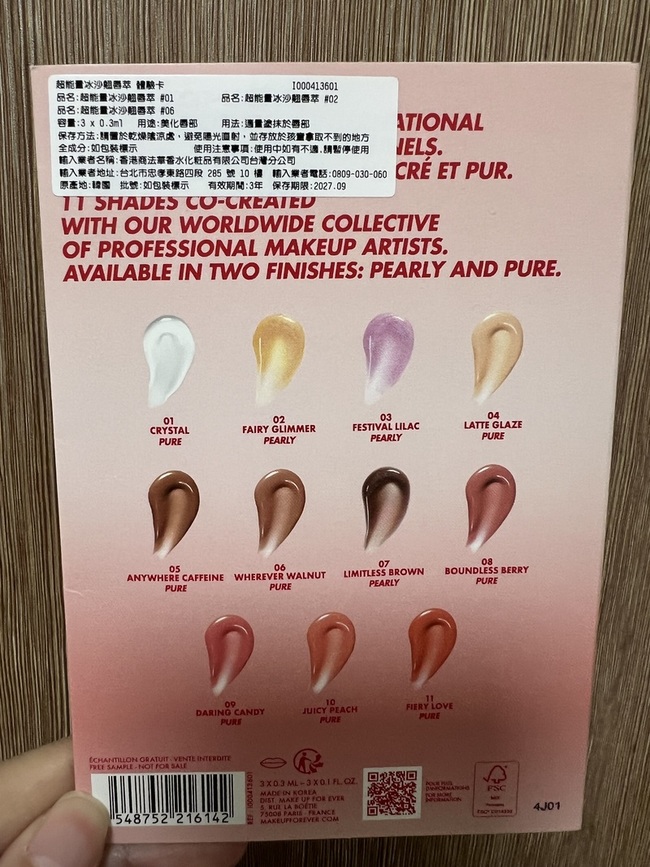 超能量冰沙翹唇萃 體驗卡 I000413601
品名:超能量冰沙翹唇萃 #01 品名:超能量冰沙翹唇萃 #02
品名:超能量冰沙翹唇萃 #06
容量:3 x 0.3ml 用途:美化唇部 用法:適量塗抹於唇部
保存方法:請置於乾燥陰涼處，避免陽光直射，並存放於孩童拿取不到的地方
全成分:如包裝標示 使用注意事項:使用中如有不適,請暫停使用
輸入業者名稱:香港商法華香水化粧品有限公司台灣分公司
輸入業者地址:台北市忠孝東路四段 285 號 10 樓 輸入業者電話:0809-030-060
原產地:韓國 批號:如包裝標示 有效期間:3年 保存期限:2027.09
ATIONAL
NELS.
CRÉ ET PUR.
11 SHADES CO-CREATED
WITH OUR WORLDWIDE COLLECTIVE
OF PROFESSIONAL MAKEUP ARTISTS.
AVAILABLE IN TWO FINISHES: PEARLY AND PURE.
01
CRYSTAL
PURE
02
FAIRY GLIMMER
PEARLY
03
FESTIVAL LILAC
PEARLY
04
LATTE GLAZE
PURE
05
ANYWHERE CAFFEINE
PURE
06
WHEREVER WALNUT
PURE
07
LIMITLESS BROWN
PEARLY
08
BOUNDLESS BERRY
PURE
09
DARING CANDY
PURE
10
JUICY PEACH
PURE
11
FIERY LOVE
PURE
ÉCHANTILLON GRATUIT - VENTE INTERDITE
FREE SAMPLE - NOT FOR SALE
548752 216142
RÉF. I000413601
3 X 0.3 ML - 3 X 0.1 FL. OZ.
MADE IN KOREA
DIST. MAKE UP FOR EVER
5, RUE LA BOÉTIE
75008 PARIS - FRANCE
MAKEUPFOREVER.COM
POUR PLUS
D'INFORMATIONS
FOR MORE
INFORMATION
FSC
4J01